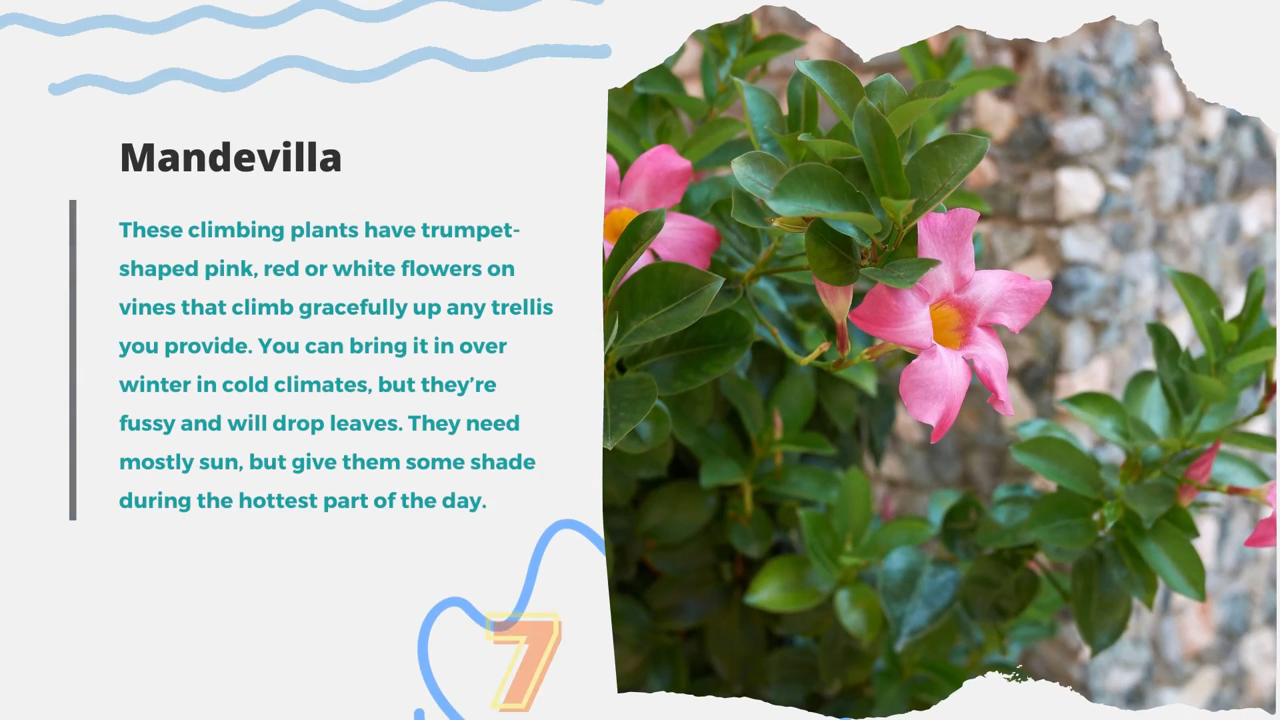 Mandevilla
These climbing plants have trumpet-
shaped pink, red or white flowers on
vines that climb gracefully up any trellis
you provide. You can bring it in over
winter in cold climates, but they’re
fussy and will drop leaves. They need
mostly sun, but give them some shade
during the hottest part of the day.
7